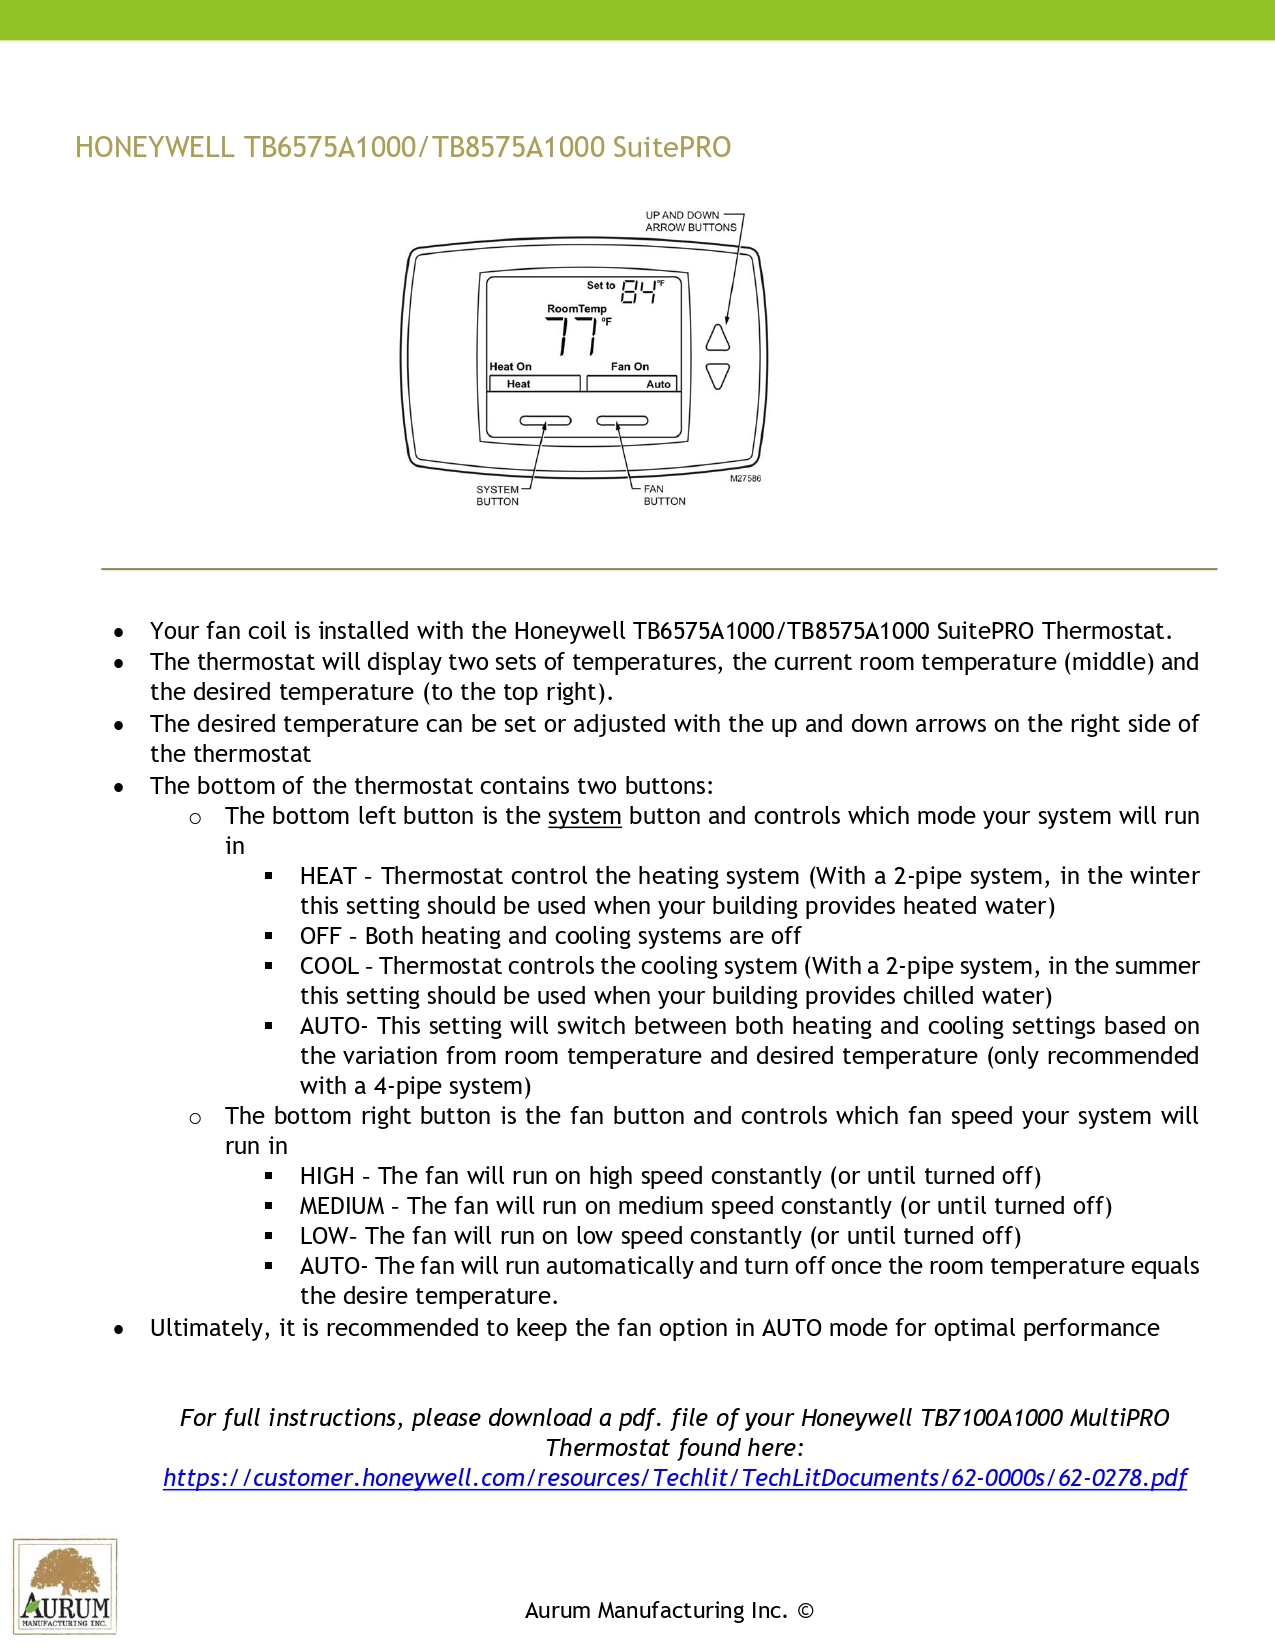 HONEYWELL TB6575A1000/TB8575A1000 SuitePRO
UP AND DOWN
ARROW BUTTONS
Set to 84°F
RoomTemp
77°F
Heat On Fan On
Heat Auto
M27586
SYSTEM
BUTTON
FAN
BUTTON
• Your fan coil is installed with the Honeywell TB6575A1000/TB8575A1000 SuitePRO Thermostat.
• The thermostat will display two sets of temperatures, the current room temperature (middle) and
the desired temperature (to the top right).
• The desired temperature can be set or adjusted with the up and down arrows on the right side of
the thermostat
• The bottom of the thermostat contains two buttons:
o The bottom left button is the system button and controls which mode your system will run
in
▪ HEAT – Thermostat control the heating system (With a 2-pipe system, in the winter
this setting should be used when your building provides heated water)
▪ OFF – Both heating and cooling systems are off
▪ COOL – Thermostat controls the cooling system (With a 2-pipe system, in the summer
this setting should be used when your building provides chilled water)
▪ AUTO- This setting will switch between both heating and cooling settings based on
the variation from room temperature and desired temperature (only recommended
with a 4-pipe system)
o The bottom right button is the fan button and controls which fan speed your system will
run in
▪ HIGH – The fan will run on high speed constantly (or until turned off)
▪ MEDIUM – The fan will run on medium speed constantly (or until turned off)
▪ LOW– The fan will run on low speed constantly (or until turned off)
▪ AUTO- The fan will run automatically and turn off once the room temperature equals
the desire temperature.
• Ultimately, it is recommended to keep the fan option in AUTO mode for optimal performance
For full instructions, please download a pdf. file of your Honeywell TB7100A1000 MultiPRO
Thermostat found here:
https://customer.honeywell.com/resources/Techlit/TechLitDocuments/62-0000s/62-0278.pdf
AURUM
MANUFACTURING INC.
Aurum Manufacturing Inc. ©